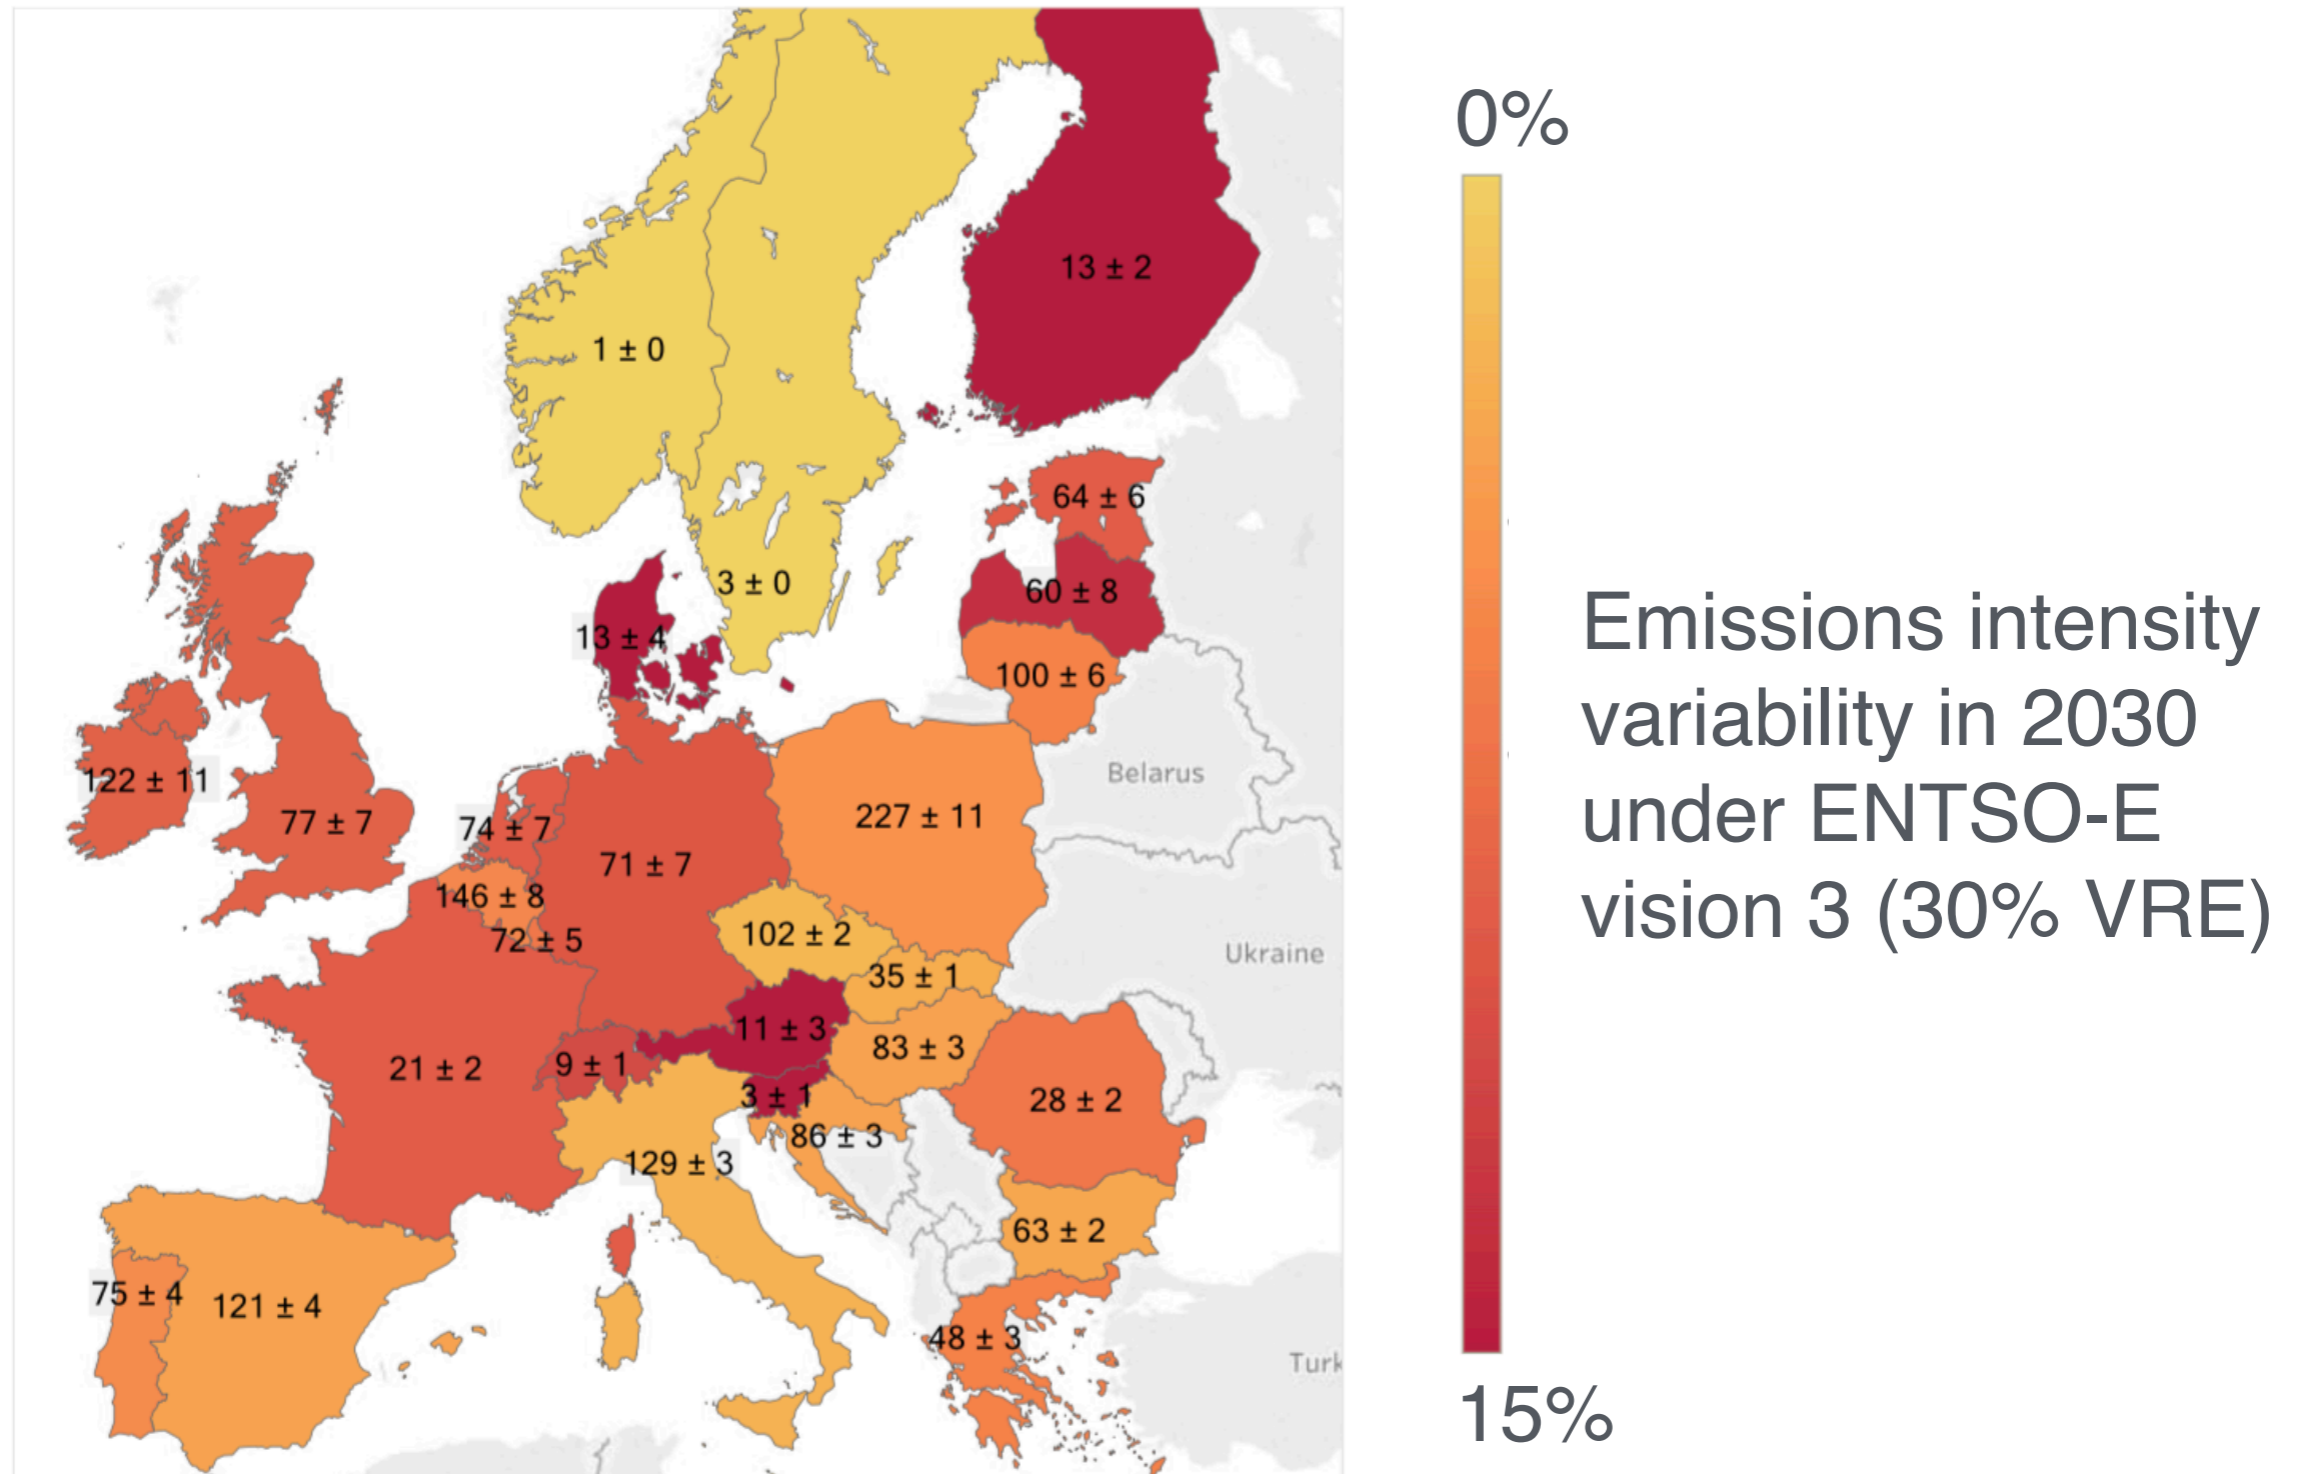 0%
13 ± 2
1 ± 0
64 ± 6
3 ± 0
60 ± 8
13 ± 4
100 ± 6
Emissions intensity
variability in 2030
under ENTSO-E
vision 3 (30% VRE)
Belarus
122 ± 11
77 ± 7
74 ± 7
227 ± 11
71 ± 7
146 ± 8
102 ± 2
72 ± 5
Ukraine
35 ± 1
11 ± 3
83 ± 3
21 ± 2
9 ± 1
3 ± 1
28 ± 2
86 ± 3
129 ± 3
63 ± 2
75 ± 4
121 ± 4
48 ± 3
Turk
15%